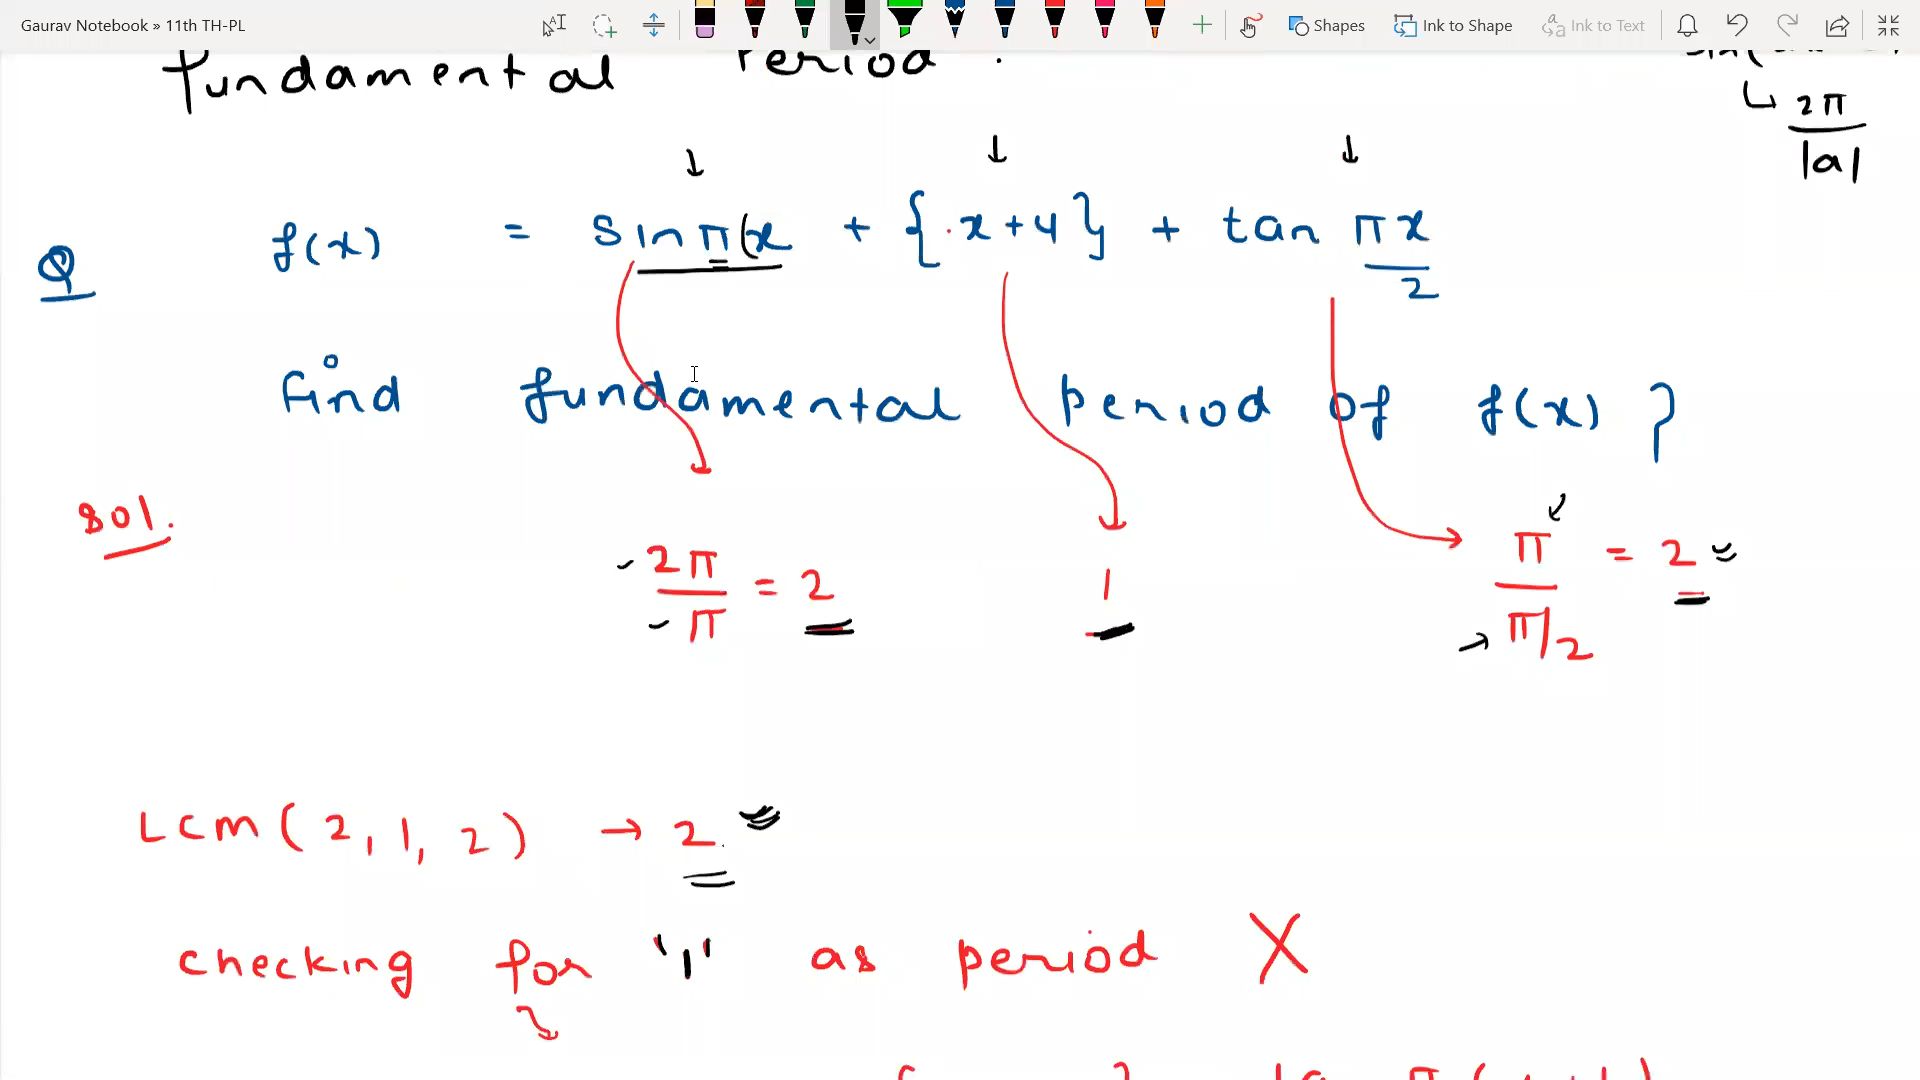 Gaurav Notebook » 11th TH-PL
Shapes Ink to Shape Ink to Text
fundamental Period .
2π
|a|
Q f(x) = sin π(x + {x+4} + tan πx/2
find fundamental period of f(x) ?
Sol.
2π/π = 2
1
π/π/2 = 2
LCM (2, 1, 2) → 2
checking for '1' as period X